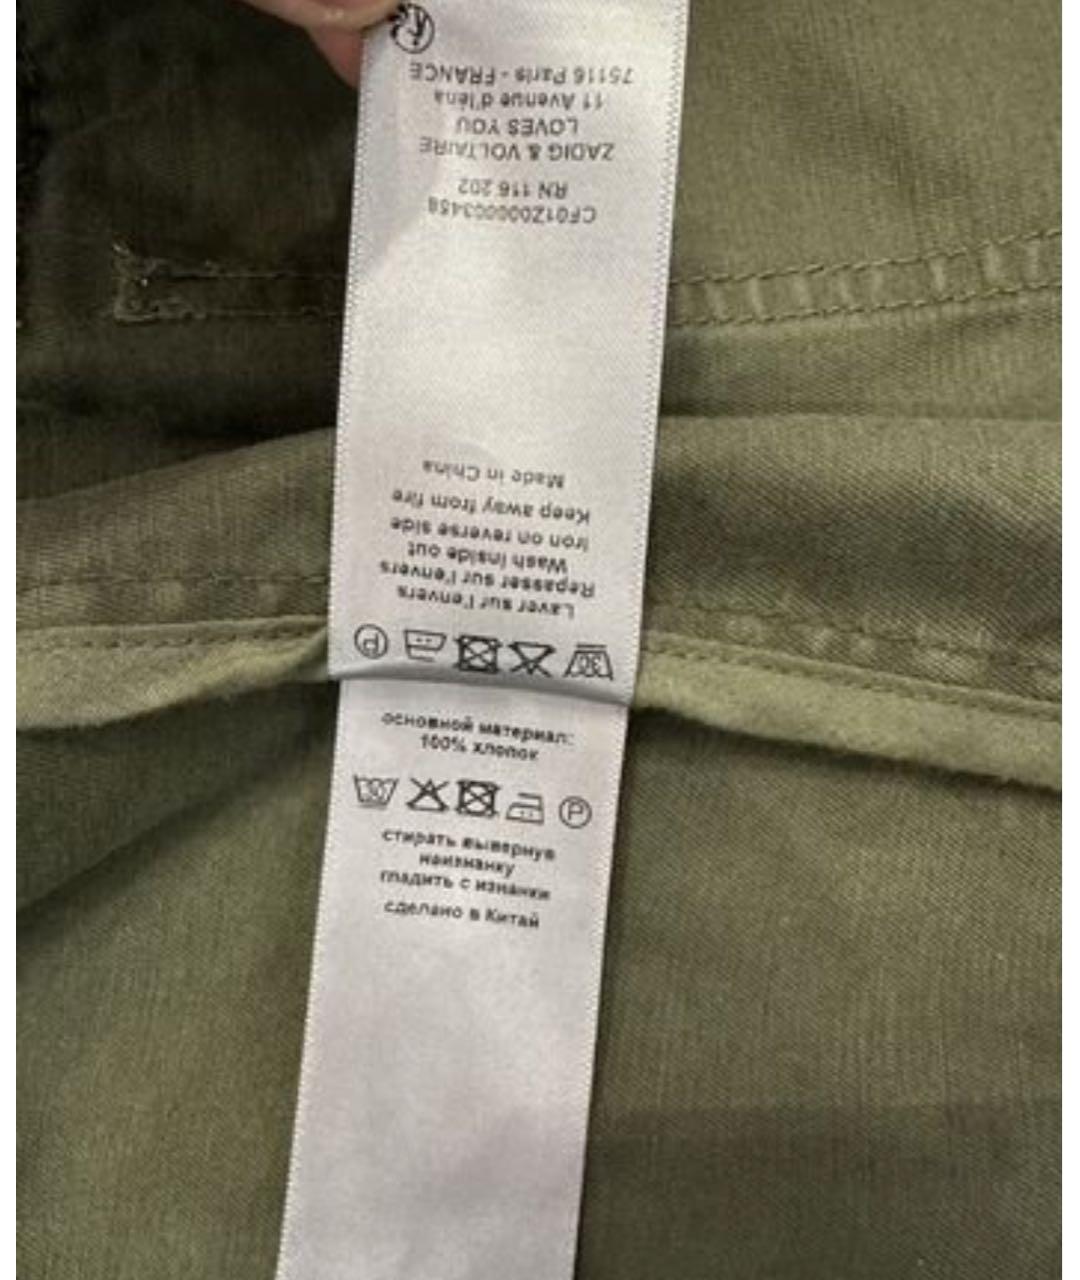 30 P
Laver sur l'envers
Repasser sur l'envers
Wash inside out
Iron on reverse side
Keep away from fire
Made in China
RN 116 202
ZADIG & VOLTAIRE
LOVES YOU
11 Avenue d'Iéna
75116 Paris - FRANCE
основной материал:
100% хлопок
30 P
стирать вывернув
наизнанку
гладить с изнанки
сделано в Китай